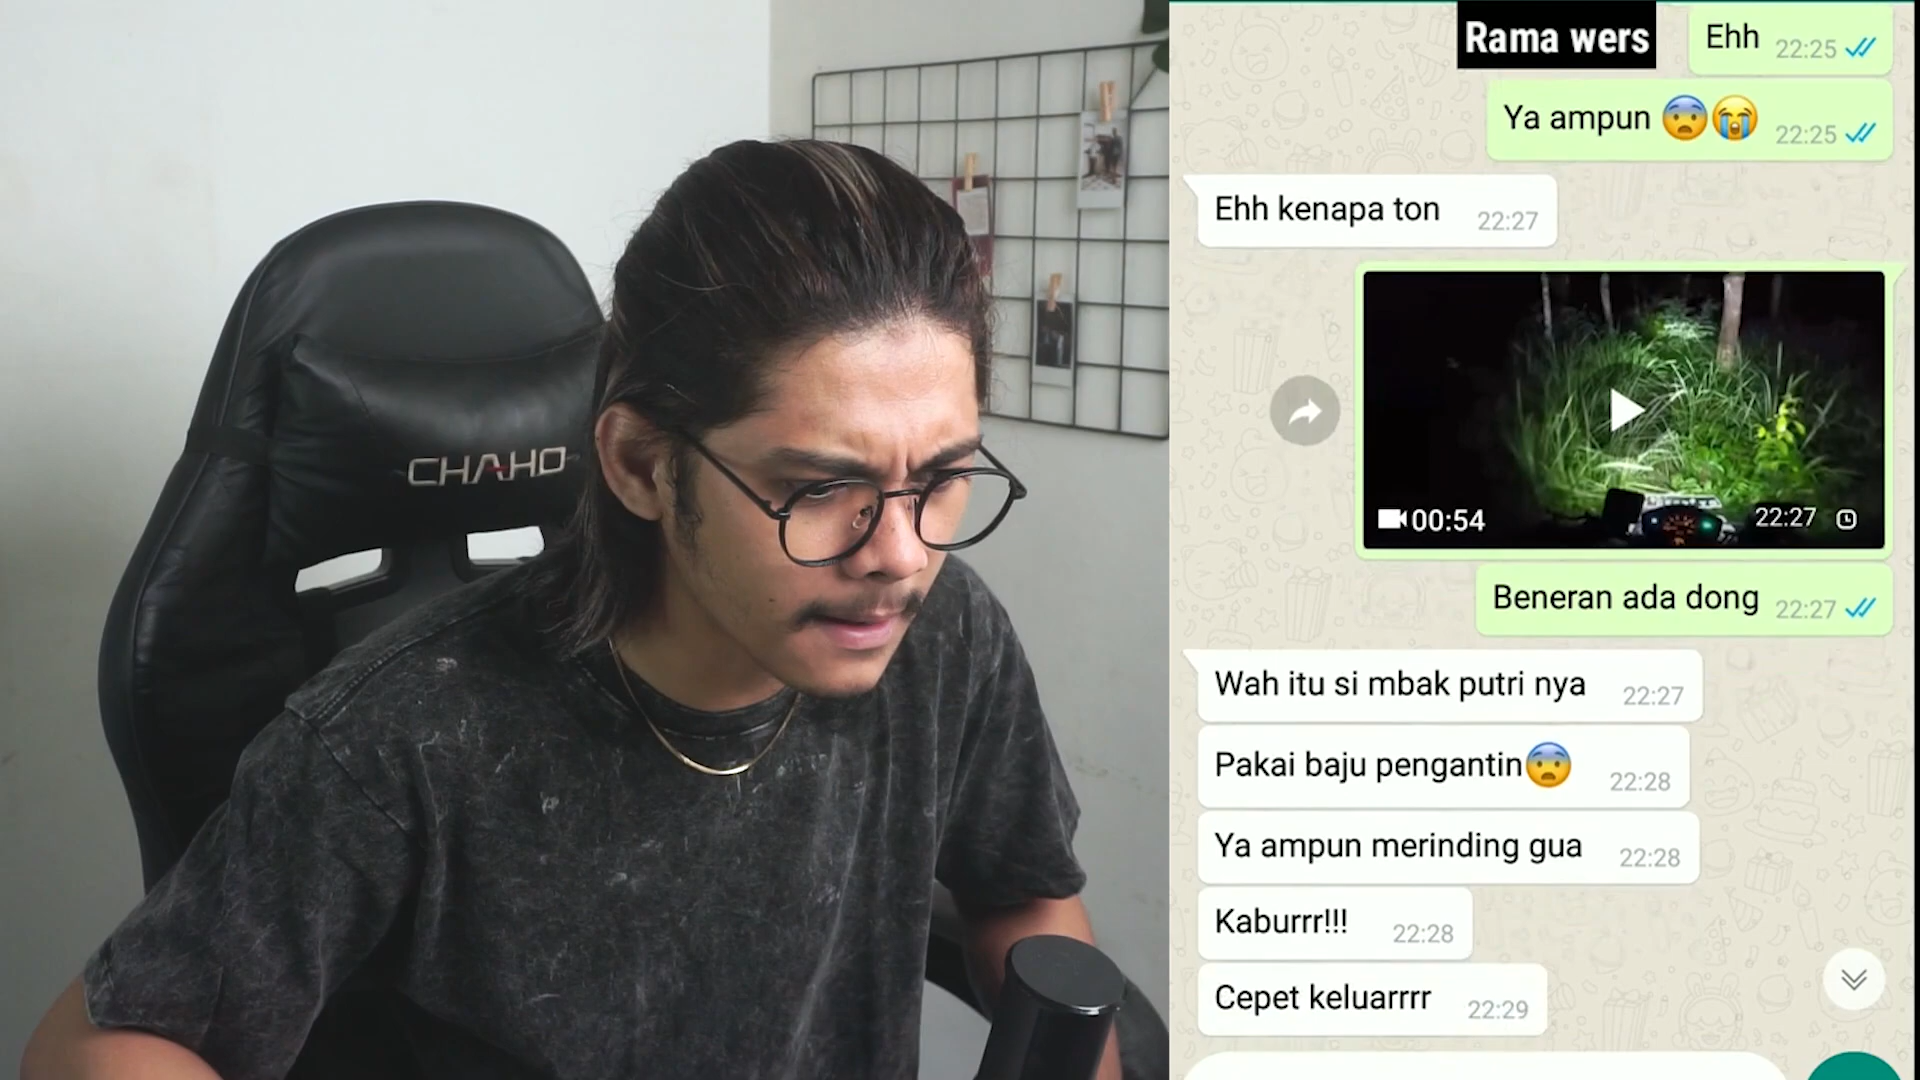 CHAHO
Rama wers
Ehh 22:25
Ya ampun 😨😭 22:25
Ehh kenapa ton 22:27
00:54 22:27
Beneran ada dong 22:27
Wah itu si mbak putri nya 22:27
Pakai baju pengantin😨 22:28
Ya ampun merinding gua 22:28
Kaburrr!!! 22:28
Cepet keluarrrr 22:29